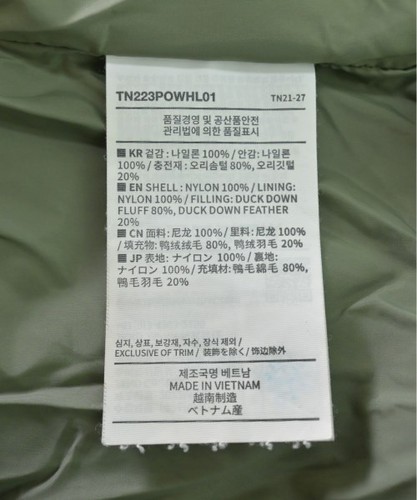 TN223POWHL01 TN21-27
품질경영 및 공산품안전
관리법에 의한 품질표시
■ KR 겉감 : 나일론 100% / 안감 : 나일론
100% / 충전재 : 오리솜털 80%, 오리깃털
20%
■ EN SHELL : NYLON 100% / LINING:
NYLON 100% / FILLING: DUCK DOWN
FLUFF 80%, DUCK DOWN FEATHER
20%
■ CN 面料: 尼龙 100% / 里料: 尼龙 100%
/ 填充物: 鸭绒绒毛 80%, 鸭绒羽毛 20%
■ JP 表地: ナイロン 100% / 裏地:
ナイロン 100% / 充填材: 鴨毛綿毛 80%,
鴨毛羽毛 20%
심지, 상표, 보강재, 자수, 장식 제외 /
EXCLUSIVE OF TRIM / 装飾を除く / 饰边除外
제조국명 베트남
MADE IN VIETNAM
越南制造
ベトナム産